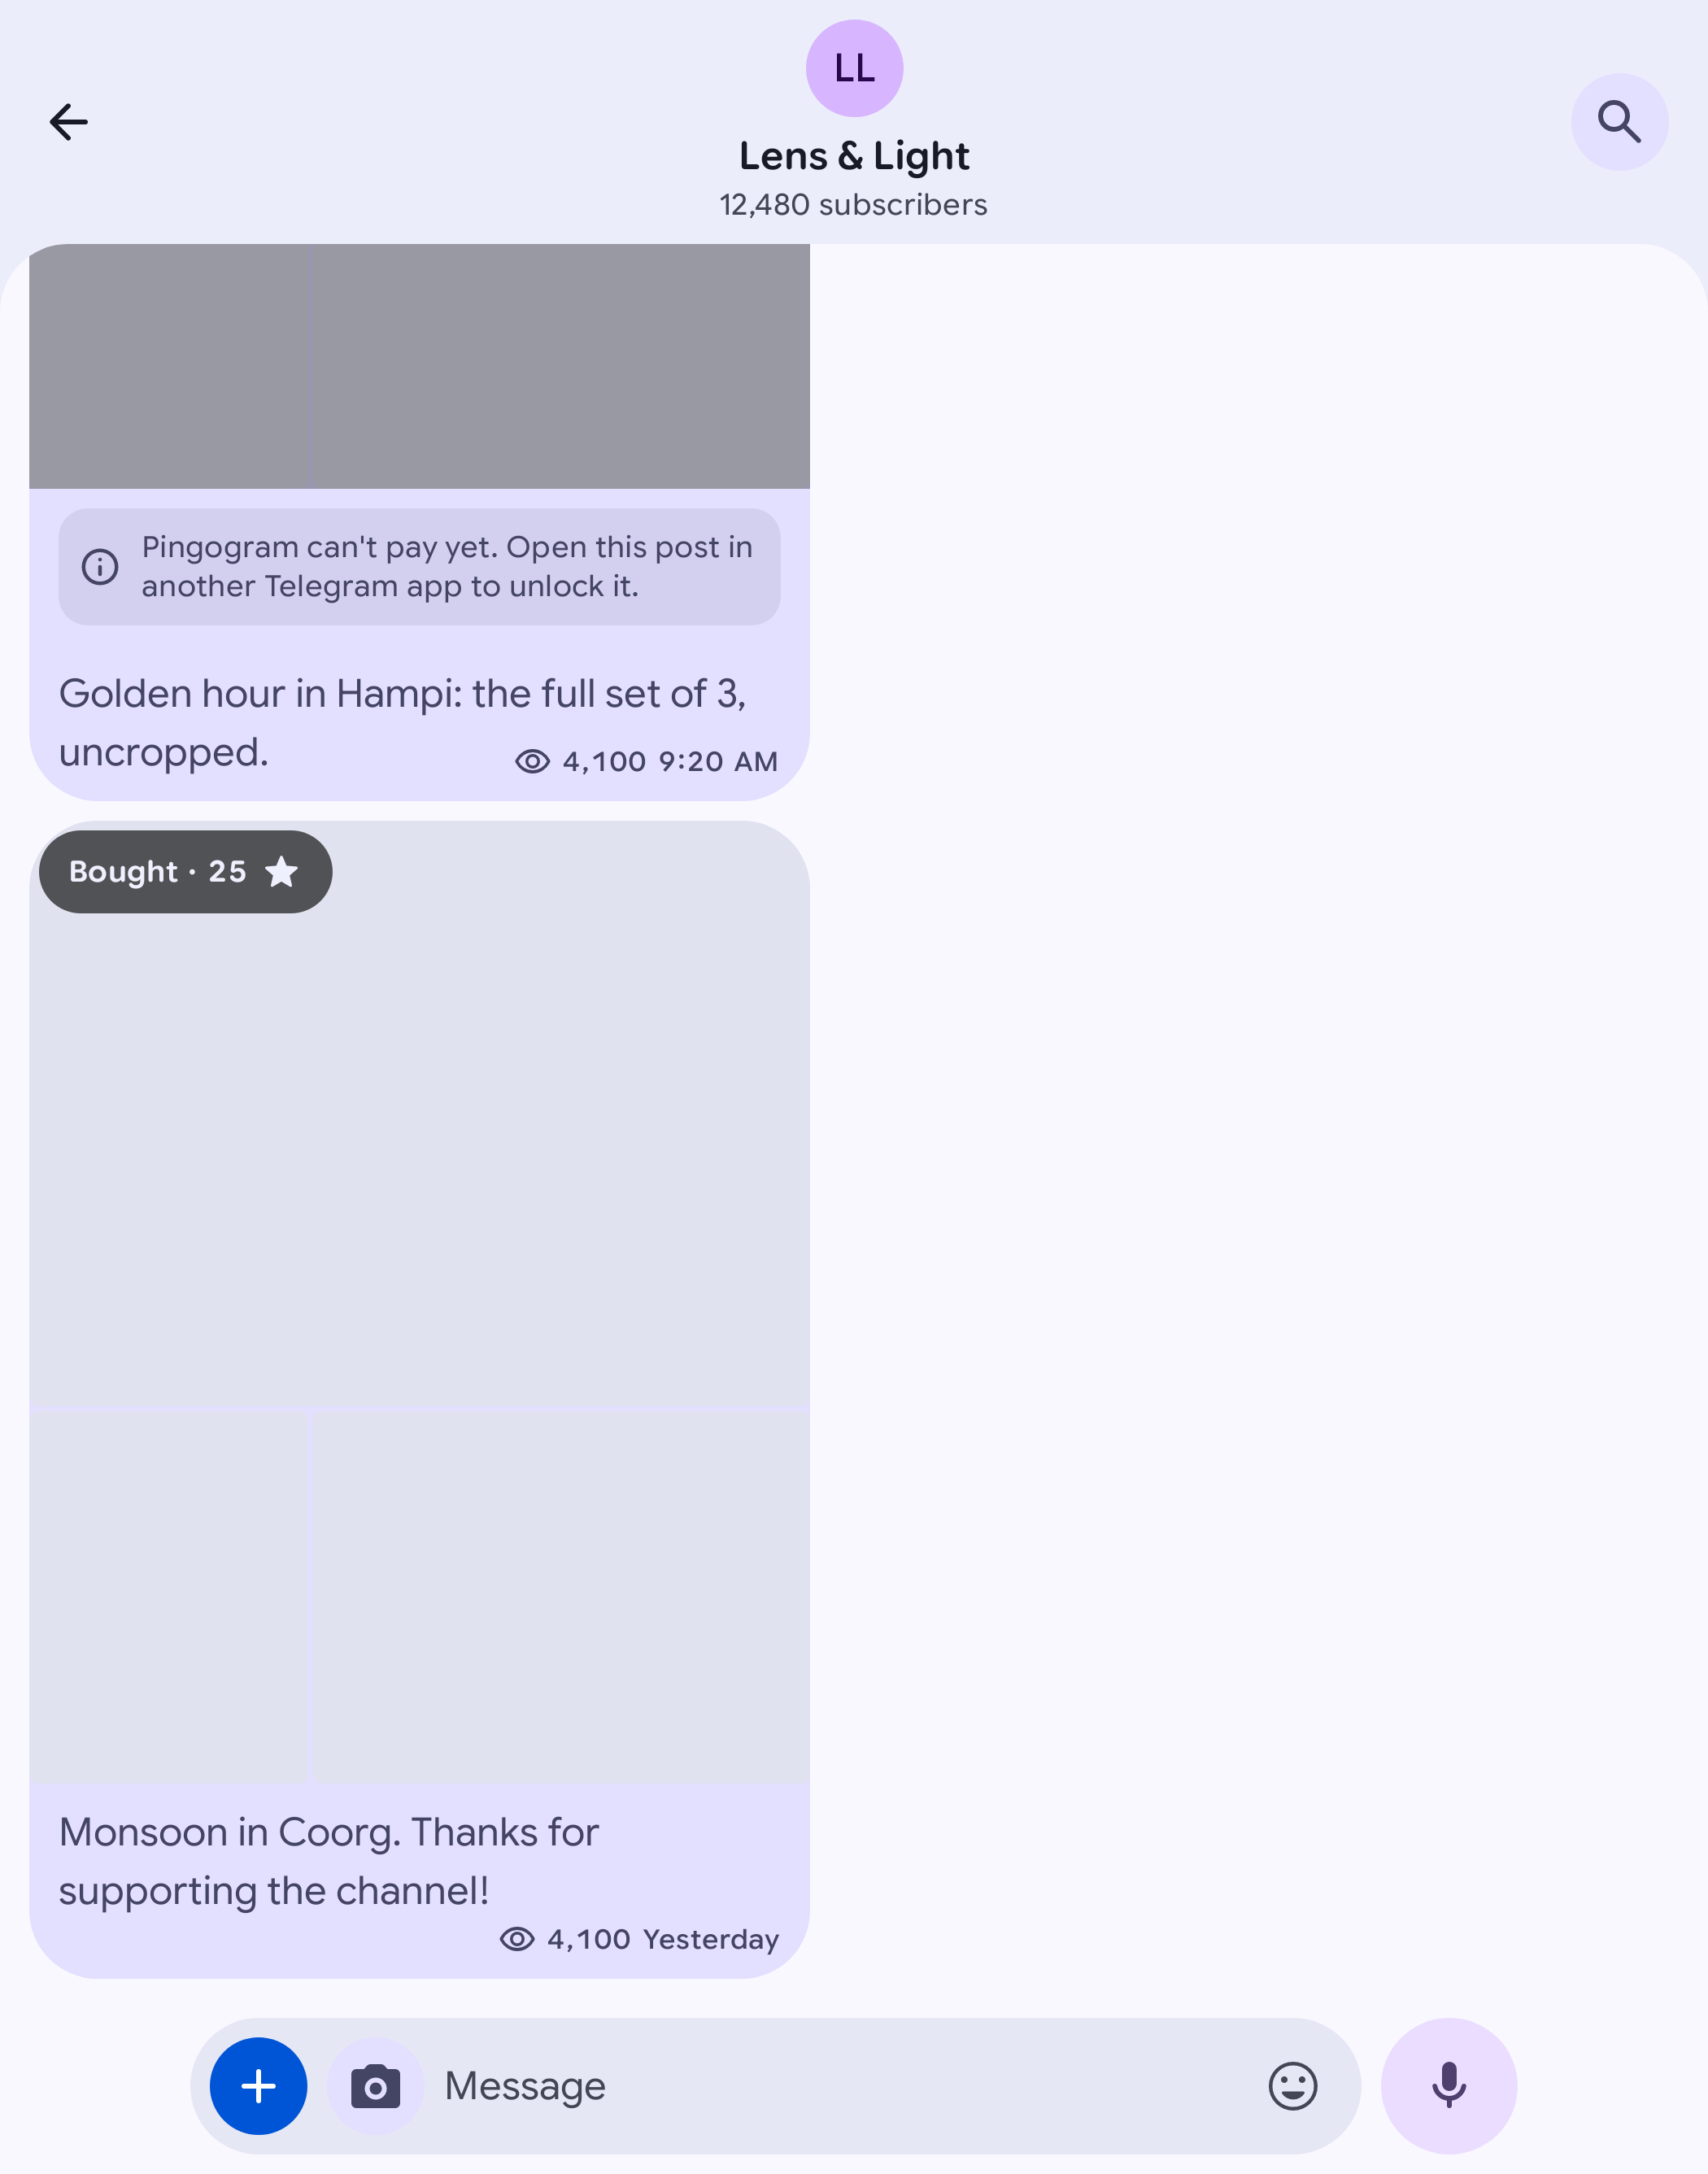 LL
Lens & Light
12,480 subscribers
Pingogram can't pay yet. Open this post in
another Telegram app to unlock it.
Golden hour in Hampi: the full set of 3,
uncropped.
4,100 9:20 AM
Bought · 25
Monsoon in Coorg. Thanks for
supporting the channel!
4,100 Yesterday
Message